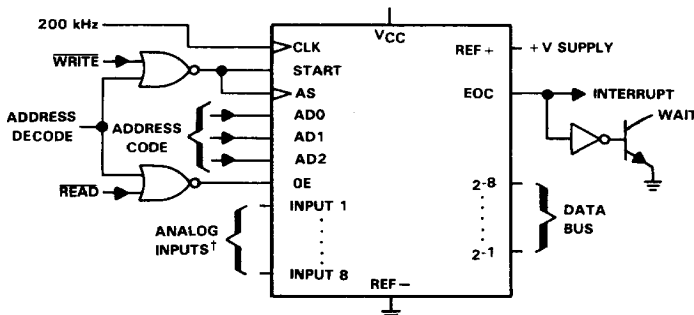 200 kHz
WRITE
ADDRESS
DECODE
ADDRESS
CODE
READ
ANALOG
INPUTS†
VCC
CLK
START
AS
AD0
AD1
AD2
OE
INPUT 1
INPUT 8
REF+
EOC
2-8
2-1
REF−
+V SUPPLY
INTERRUPT
WAIT
DATA
BUS